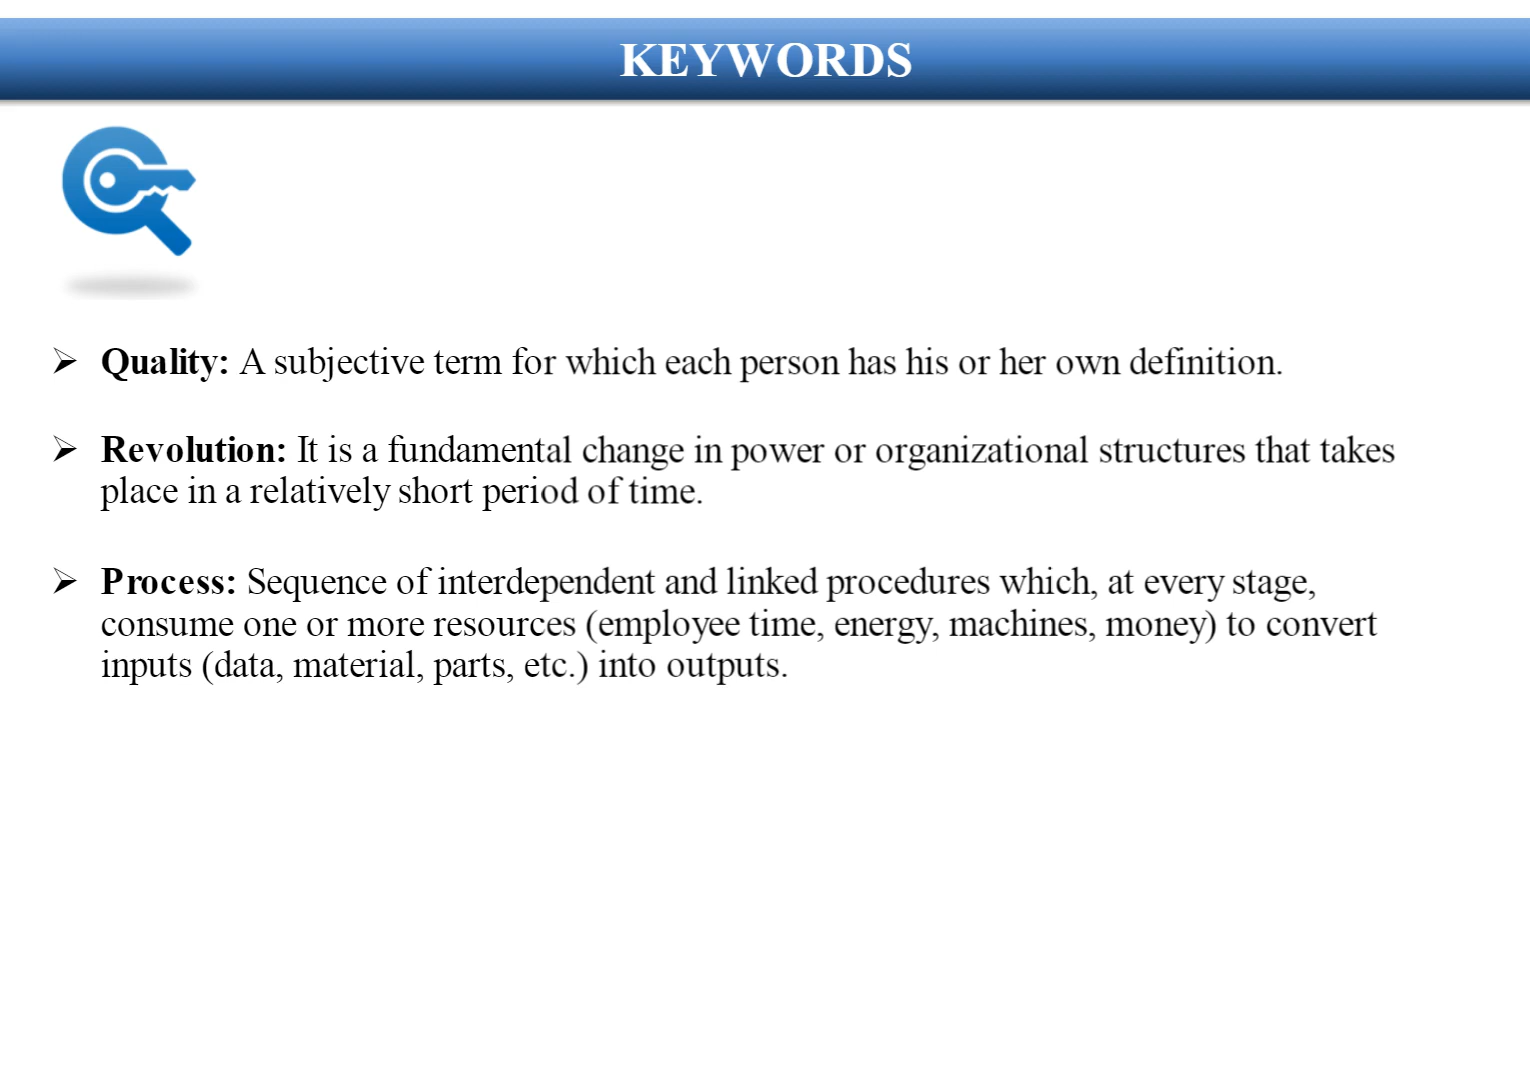 KEYWORDS
➢ Quality: A subjective term for which each person has his or her own definition.
➢ Revolution: It is a fundamental change in power or organizational structures that takes
place in a relatively short period of time.
➢ Process: Sequence of interdependent and linked procedures which, at every stage,
consume one or more resources (employee time, energy, machines, money) to convert
inputs (data, material, parts, etc.) into outputs.